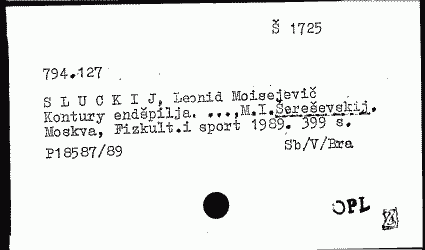 Š 1725
794.127
S L U C K I J, Leonid Moisejevič
Kontury endšpilja. ...,M.I.Šereševskij.
Moskva, Fizkult.i sport 1989. 399 s.
P18587/89
Sb/V/Bra
OPL